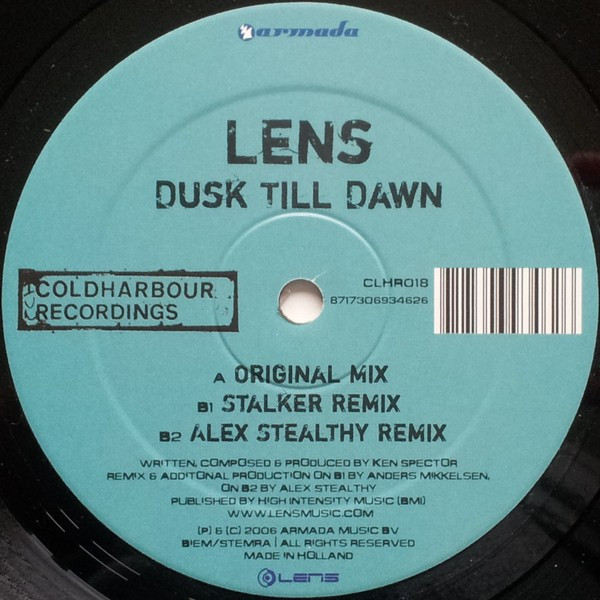 armada
LENS
DUSK TILL DAWN
COLDHARBOUR
RECORDINGS
CLHR018
8717306934626
A ORIGINAL MIX
B1 STALKER REMIX
B2 ALEX STEALTHY REMIX
WRITTEN, COMPOSED & PRODUCED BY KEN SPECTOR
REMIX & ADDITONAL PRODUCTION ON B1 BY ANDERS MIKKELSEN,
ON B2 BY ALEX STEALTHY
PUBLISHED BY HIGH INTENSITY MUSIC (BMI)
WWW.LENSMUSIC.COM
(P) & (C) 2006 ARMADA MUSIC BV
BIEM/STEMRA | ALL RIGHTS RESERVED
MADE IN HOLLAND
LENS